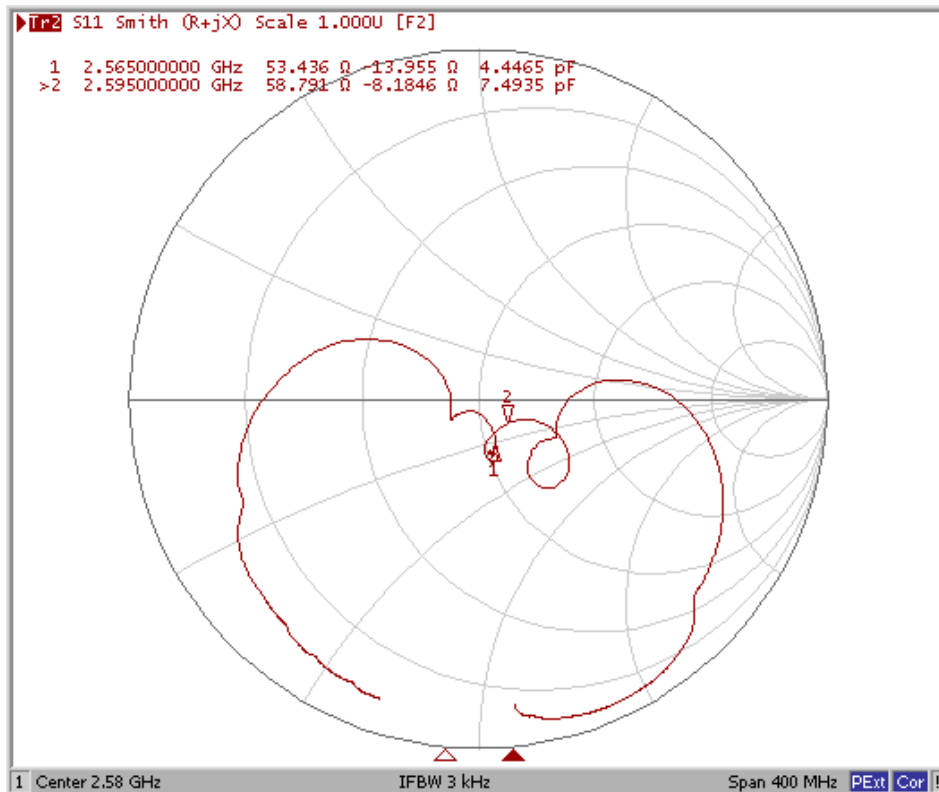 Tr2 S11 Smith (R+jX) Scale 1.000U [F2]
1 2.565000000 GHz 53.436 Ω -13.955 Ω 4.4465 pF
>2 2.595000000 GHz 58.791 Ω -8.1846 Ω 7.4935 pF
2
1
1 Center 2.58 GHz IFBW 3 kHz Span 400 MHz PExt Cor !